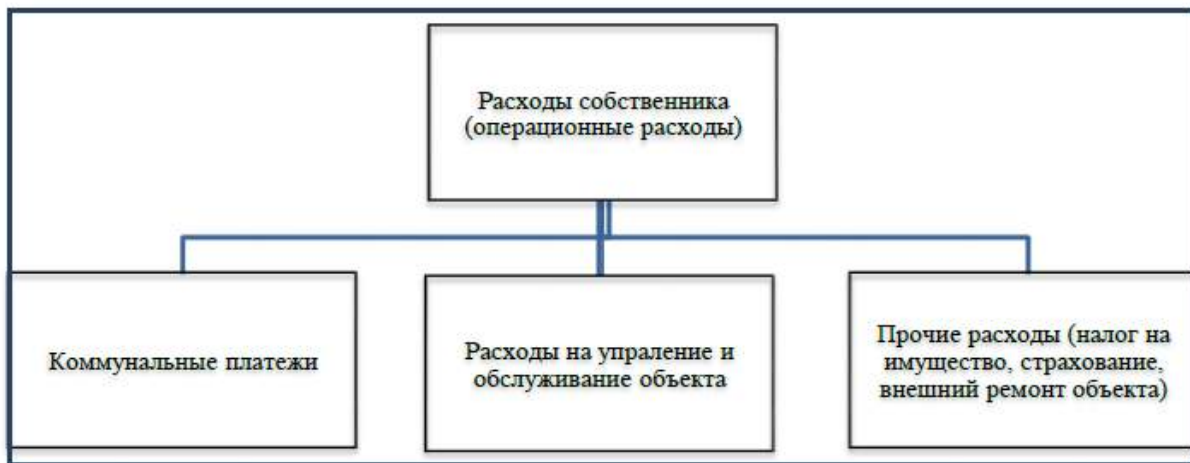 Расходы собственника
(операционные расходы)
Коммунальные платежи
Расходы на упраление и
обслуживание объекта
Прочие расходы (налог на
имущество, страхование,
внешний ремонт объекта)